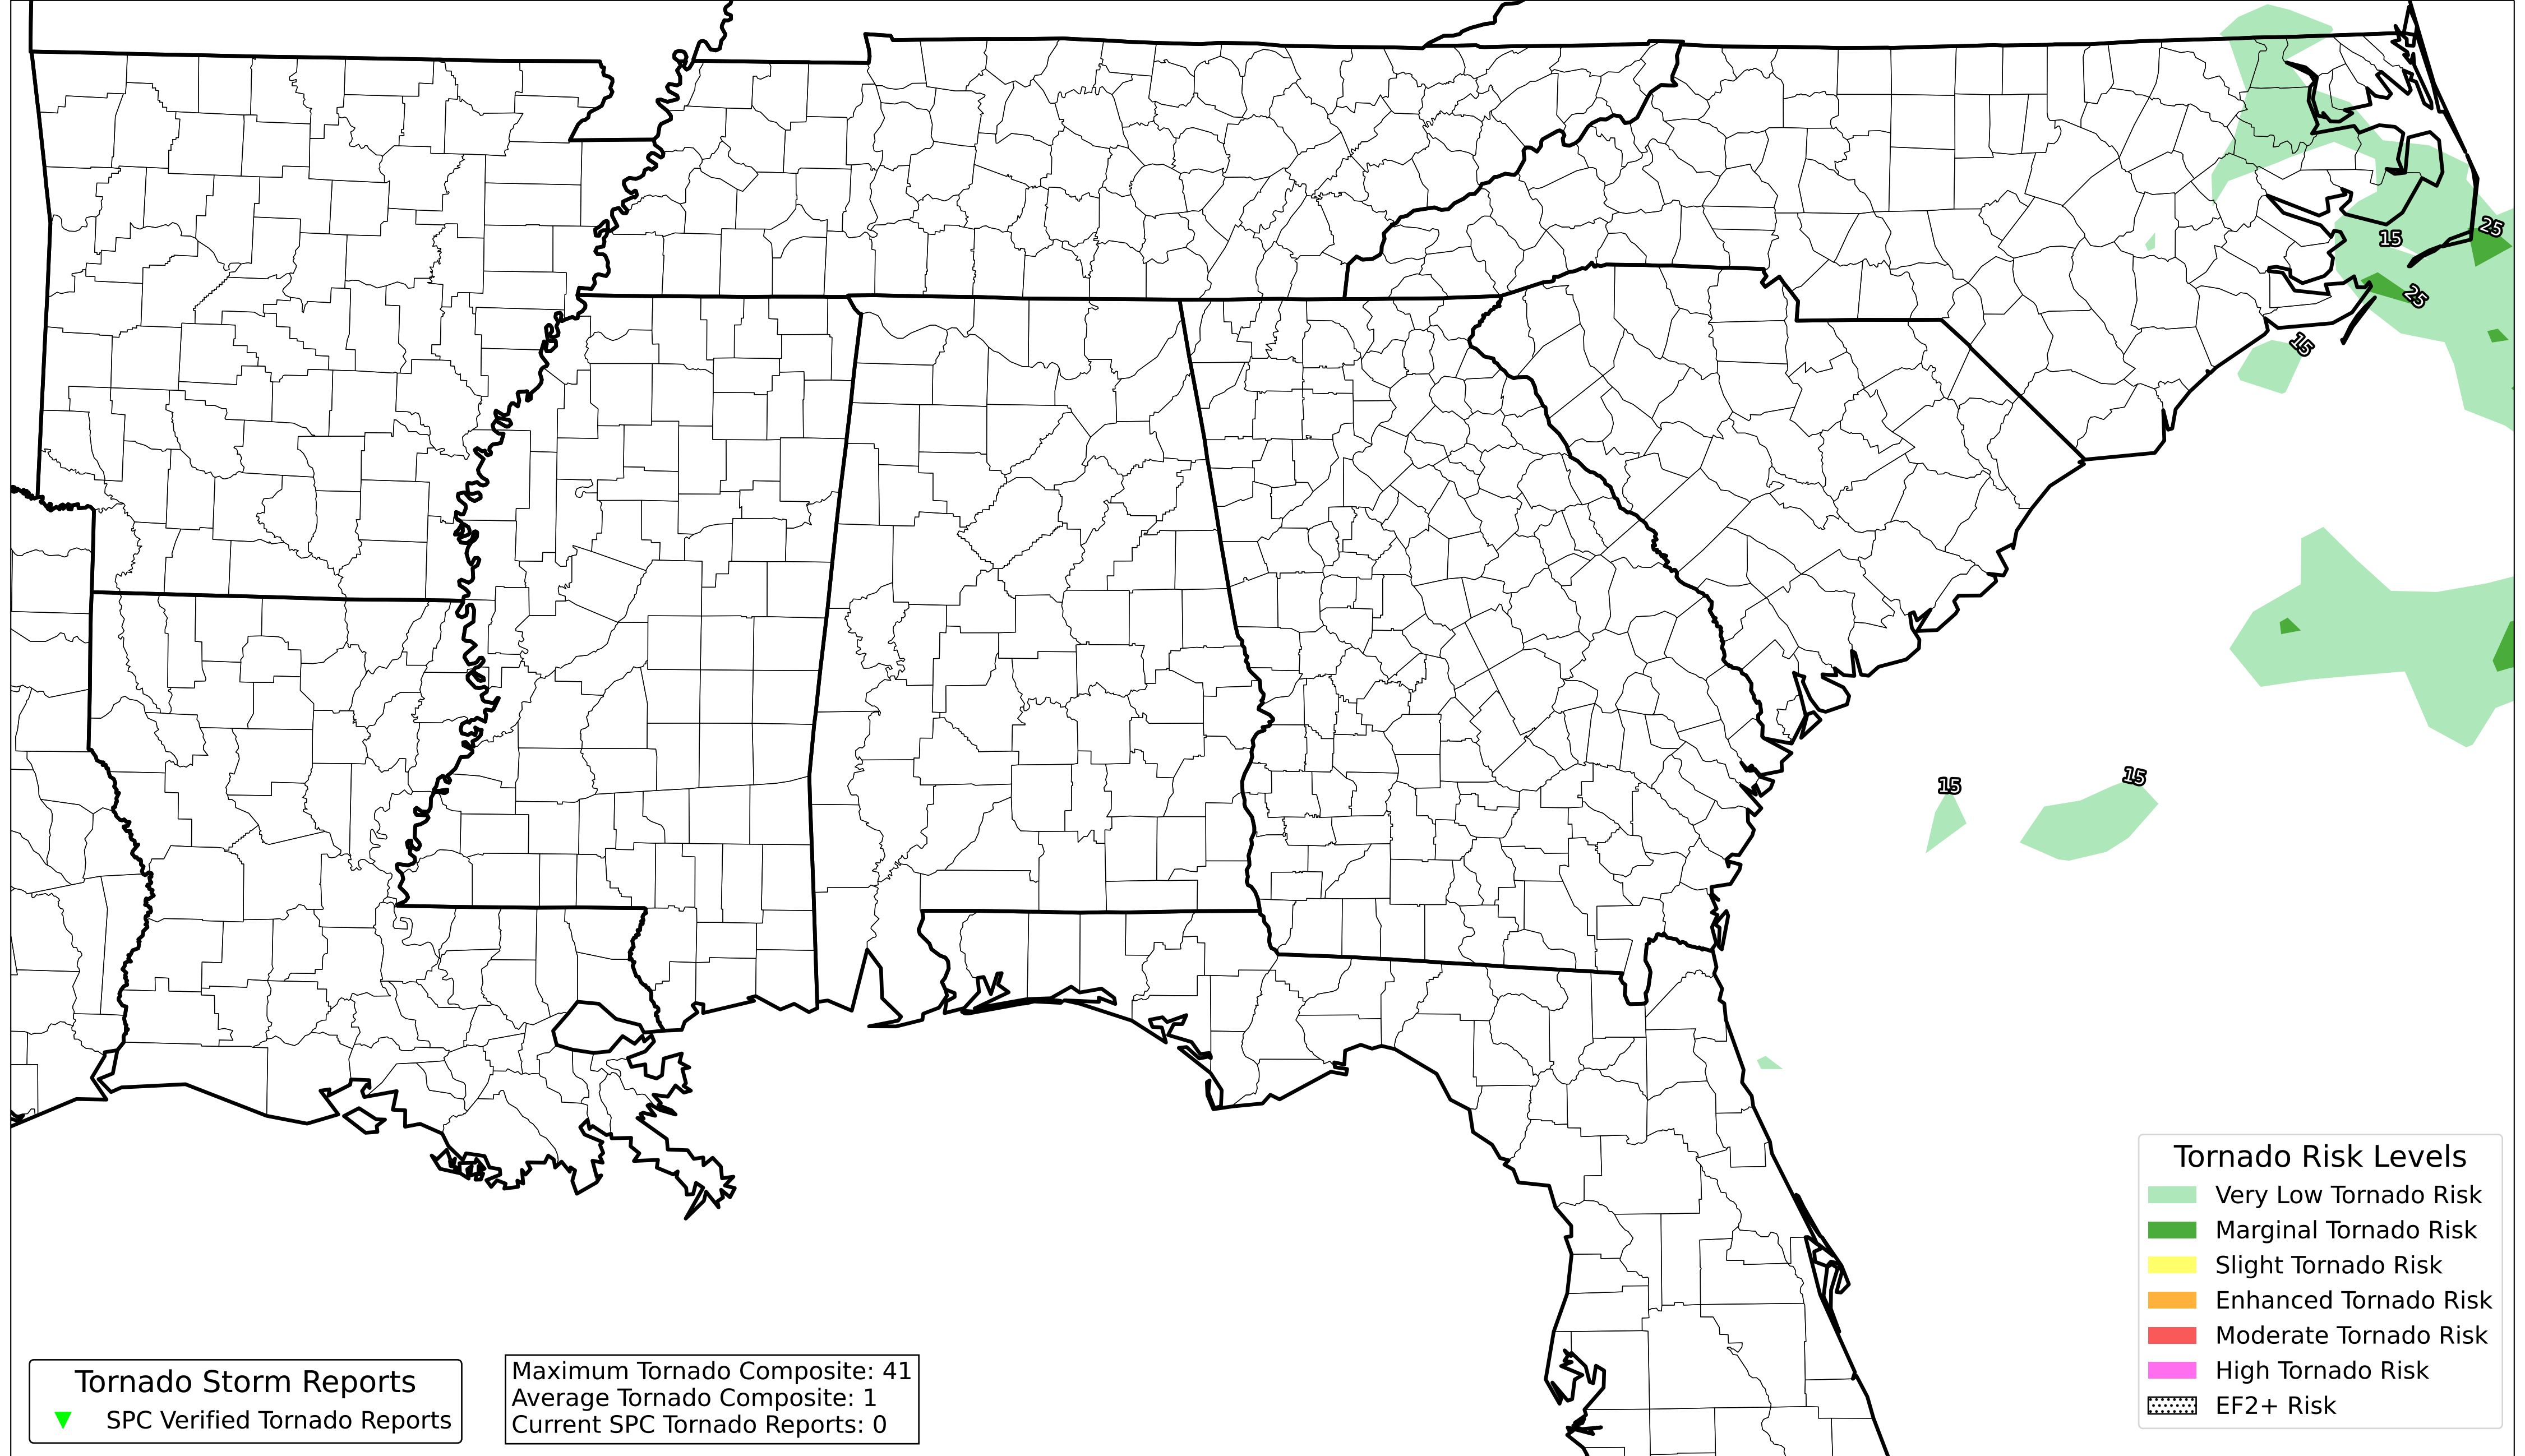 25
15
25
15
15
15
Tornado Risk Levels
Very Low Tornado Risk
Marginal Tornado Risk
Slight Tornado Risk
Enhanced Tornado Risk
Moderate Tornado Risk
High Tornado Risk
EF2+ Risk
Tornado Storm Reports
SPC Verified Tornado Reports
Maximum Tornado Composite: 41
Average Tornado Composite: 1
Current SPC Tornado Reports: 0